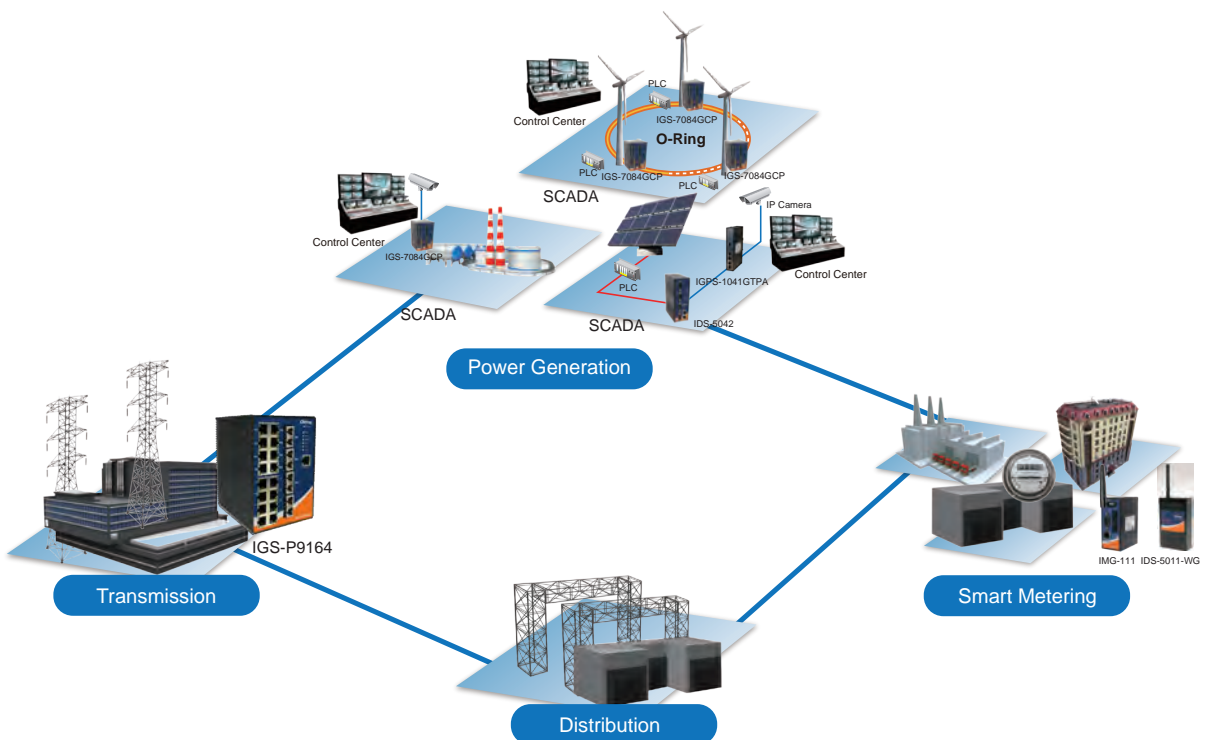 PLC
Control Center
IGS-7084GCP
O-Ring
PLC
IGS-7084GCP
IGS-7084GCP
PLC
SCADA
IP Camera
Control Center
IGS-7084GCP
SCADA
PLC
IGPS-1041GTPA
Control Center
SCADA
IDS-5042
Power Generation
IGS-P9164
Transmission
IMG-111
IDS-5011-WG
Smart Metering
Distribution